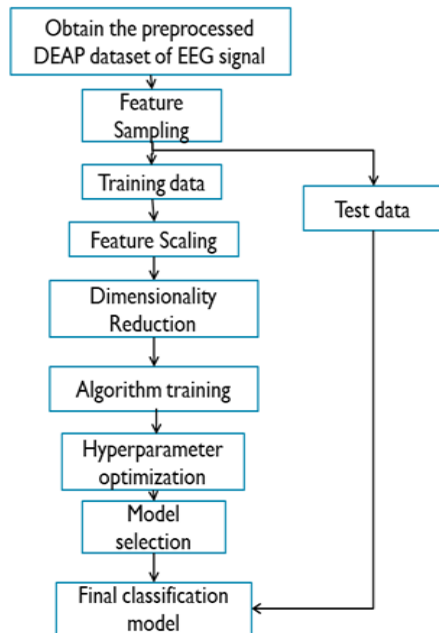 Obtain the preprocessed
DEAP dataset of EEG signal
Feature
Sampling
Training data
Test data
Feature Scaling
Dimensionality
Reduction
Algorithm training
Hyperparameter
optimization
Model
selection
Final classification
model